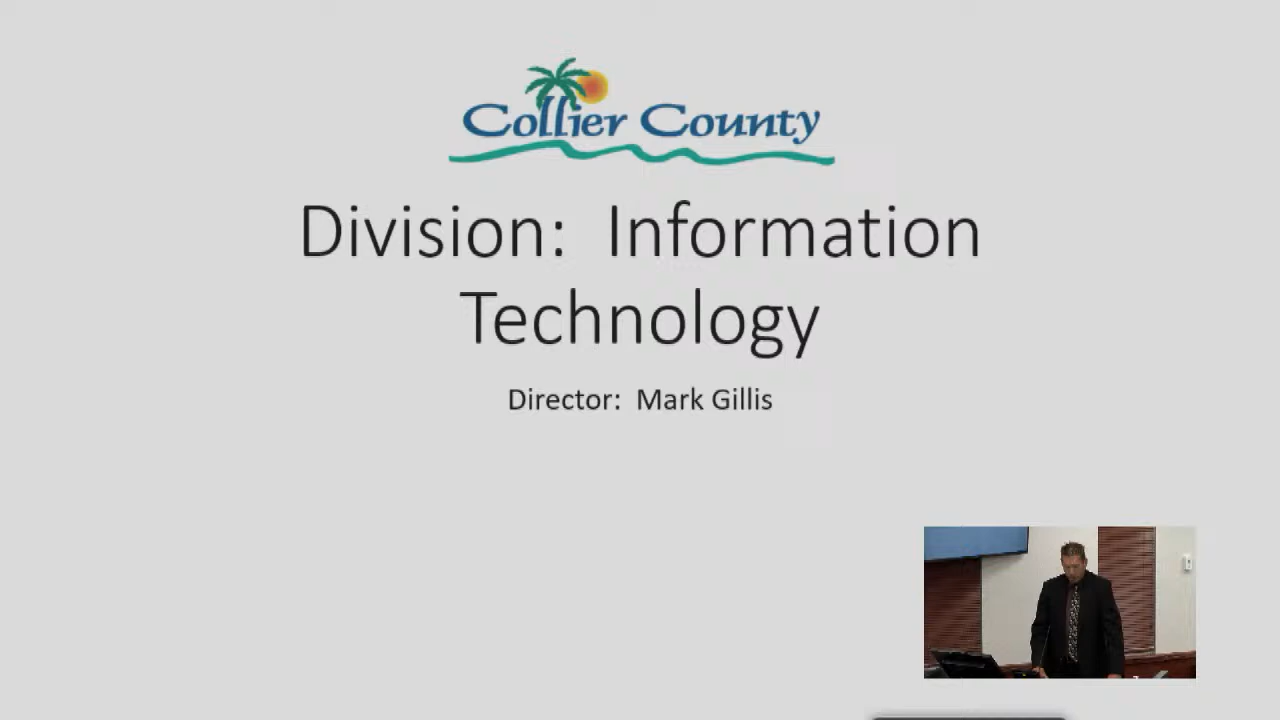 Collier County
Division: Information
Technology
Director: Mark Gillis